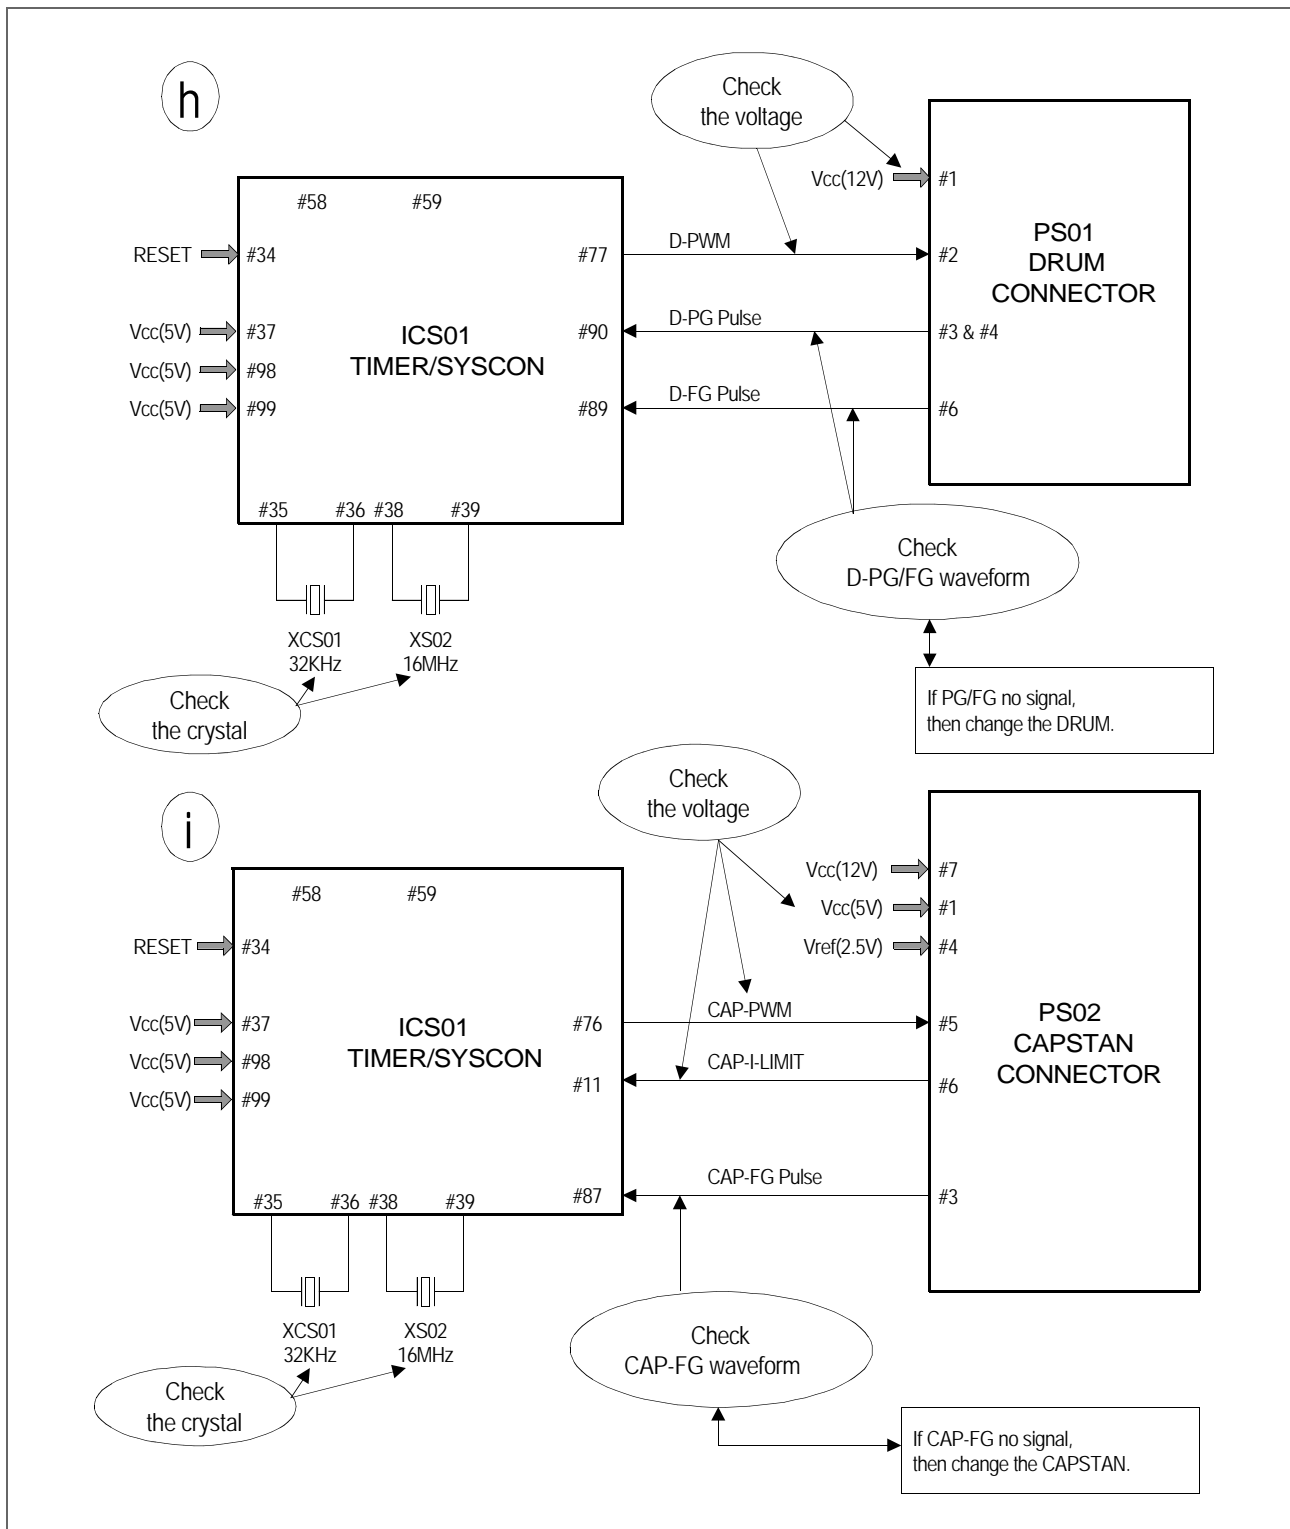 h
Check
the voltage
Vcc(12V)
#1
#58
#59
RESET
#34
#77
D-PWM
#2
PS01
DRUM
CONNECTOR
Vcc(5V)
#37
ICS01
TIMER/SYSCON
#90
D-PG Pulse
#3 & #4
Vcc(5V)
#98
Vcc(5V)
#99
#89
D-FG Pulse
#6
#35
#36
#38
#39
Check
D-PG/FG waveform
XCS01
32KHz
XS02
16MHz
Check
the crystal
If PG/FG no signal,
then change the DRUM.
i
Check
the voltage
Vcc(12V)
#7
Vcc(5V)
#1
Vref(2.5V)
#4
#58
#59
RESET
#34
Vcc(5V)
#37
ICS01
TIMER/SYSCON
#76
CAP-PWM
#5
PS02
CAPSTAN
CONNECTOR
Vcc(5V)
#98
#11
CAP-I-LIMIT
#6
Vcc(5V)
#99
#87
CAP-FG Pulse
#3
#35
#36
#38
#39
XCS01
32KHz
XS02
16MHz
Check
CAP-FG waveform
Check
the crystal
If CAP-FG no signal,
then change the CAPSTAN.